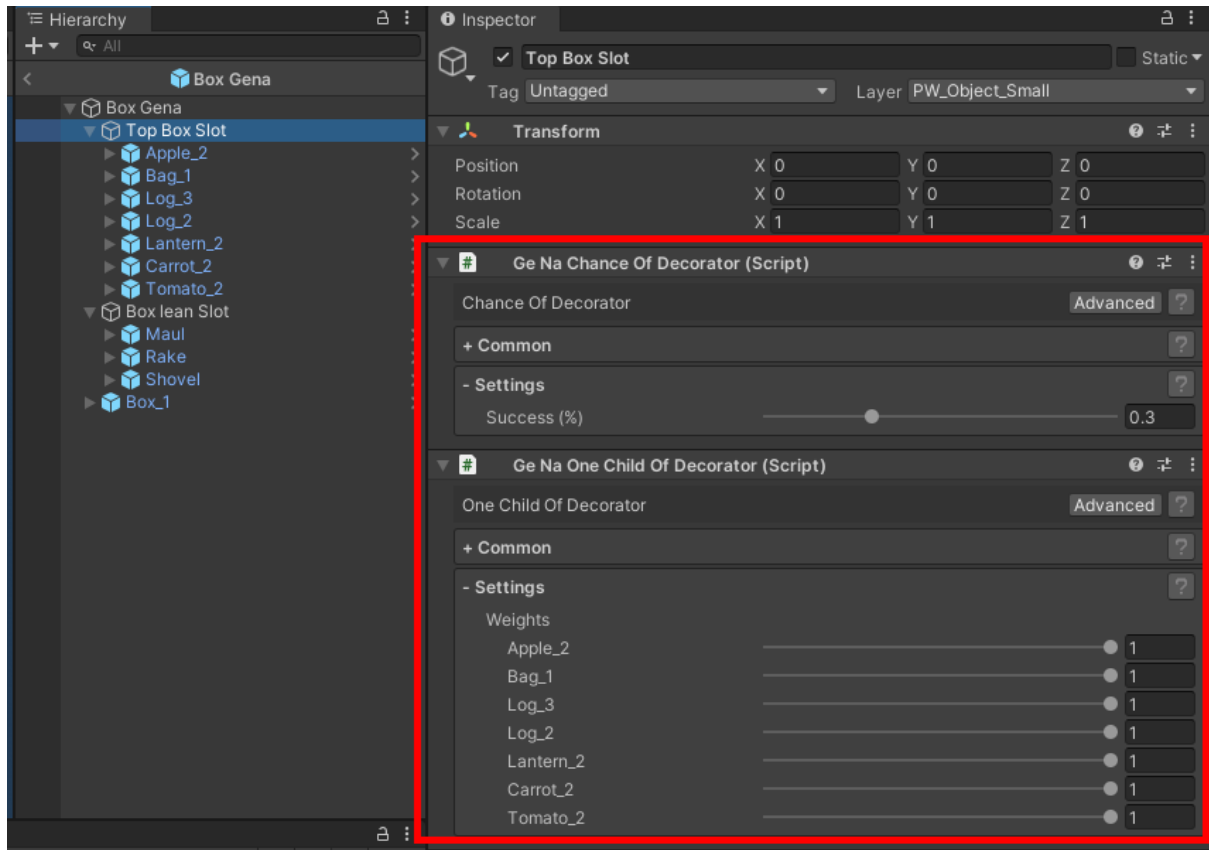 Hierarchy
All
Box Gena
Box Gena
Top Box Slot
Apple_2
Bag_1
Log_3
Log_2
Lantern_2
Carrot_2
Tomato_2
Box lean Slot
Maul
Rake
Shovel
Box_1
Inspector
Top Box Slot
Static
Tag Untagged Layer PW_Object_Small
Transform
Position X 0 Y 0 Z 0
Rotation X 0 Y 0 Z 0
Scale X 1 Y 1 Z 1
# Ge Na Chance Of Decorator (Script)
Chance Of Decorator Advanced ?
+ Common ?
- Settings ?
Success (%) 0.3
# Ge Na One Child Of Decorator (Script)
One Child Of Decorator Advanced ?
+ Common ?
- Settings ?
Weights
Apple_2 1
Bag_1 1
Log_3 1
Log_2 1
Lantern_2 1
Carrot_2 1
Tomato_2 1